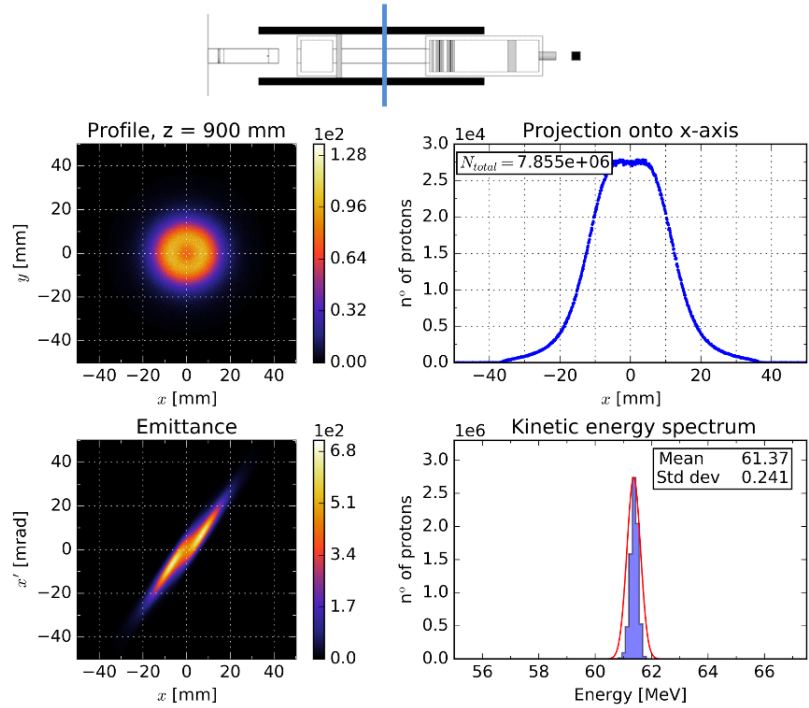 Profile, z = 900 mm
1e2
40
20
0
−20
−40
y [mm]
−40 −20 0 20 40
x [mm]
1.28
0.96
0.64
0.32
0.00
Projection onto x-axis
1e4
N_total = 7.855e+06
3.0
2.5
2.0
1.5
1.0
0.5
0.0
nº of protons
−40 −20 0 20 40
x [mm]
Emittance
1e2
40
20
0
−20
−40
x′ [mrad]
−40 −20 0 20 40
x [mm]
6.8
5.1
3.4
1.7
0.0
Kinetic energy spectrum
1e6
Mean 61.37
Std dev 0.241
3.0
2.5
2.0
1.5
1.0
0.5
0.0
nº of protons
56 58 60 62 64 66
Energy [MeV]